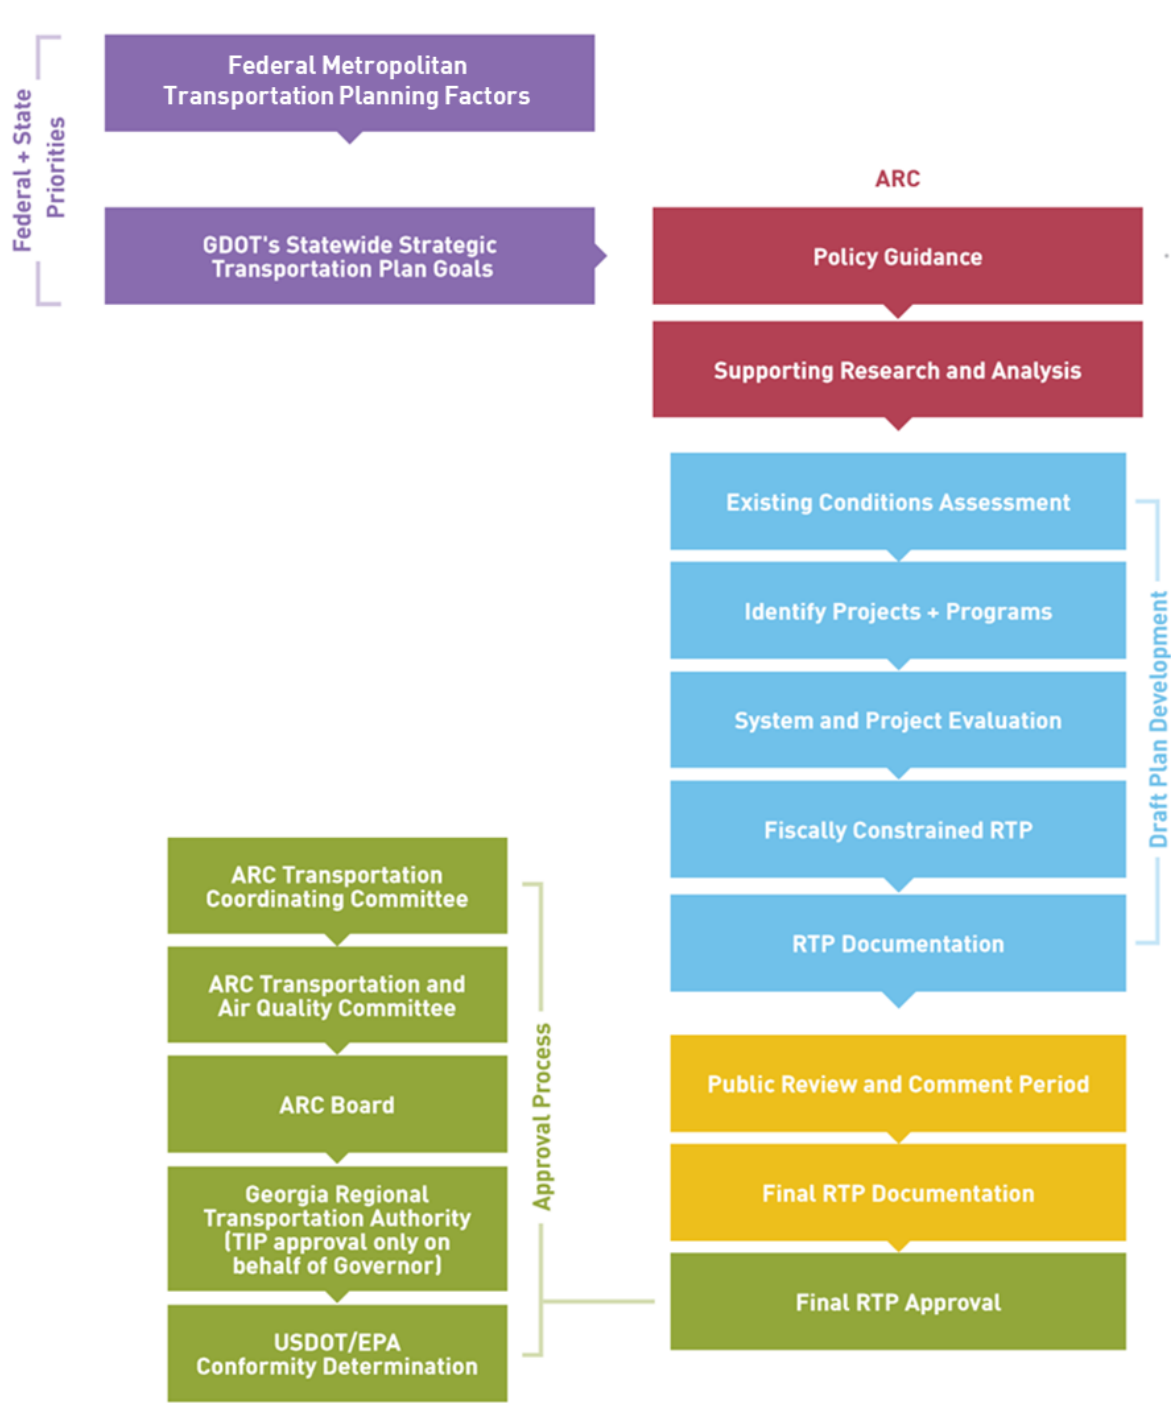 Federal + State
Priorities
Federal Metropolitan
Transportation Planning Factors
GDOT's Statewide Strategic
Transportation Plan Goals
ARC
Policy Guidance
Supporting Research and Analysis
Existing Conditions Assessment
Identify Projects + Programs
System and Project Evaluation
Fiscally Constrained RTP
RTP Documentation
Draft Plan Development
Public Review and Comment Period
Final RTP Documentation
Final RTP Approval
Approval Process
ARC Transportation
Coordinating Committee
ARC Transportation and
Air Quality Committee
ARC Board
Georgia Regional
Transportation Authority
(TIP approval only on
behalf of Governor)
USDOT/EPA
Conformity Determination